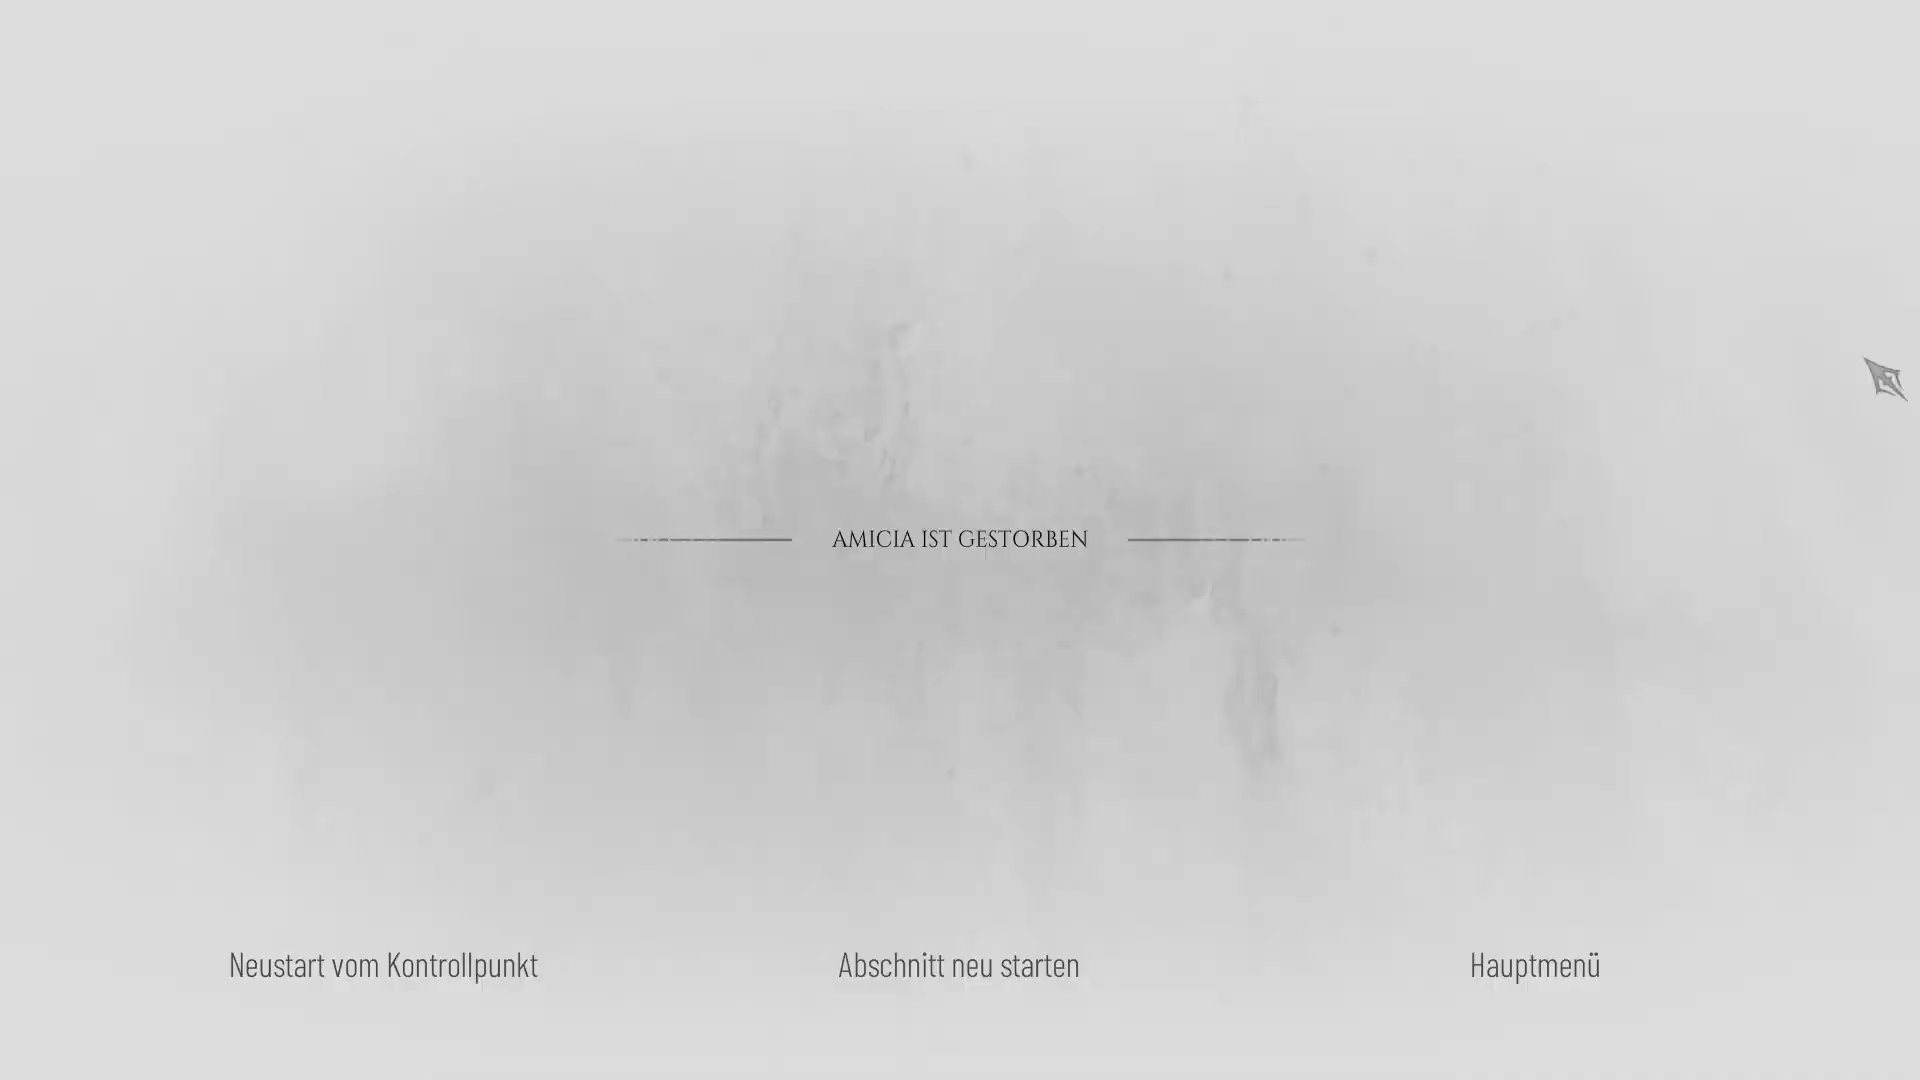 AMICIA IST GESTORBEN
Neustart vom Kontrollpunkt
Abschnitt neu starten
Hauptmenü